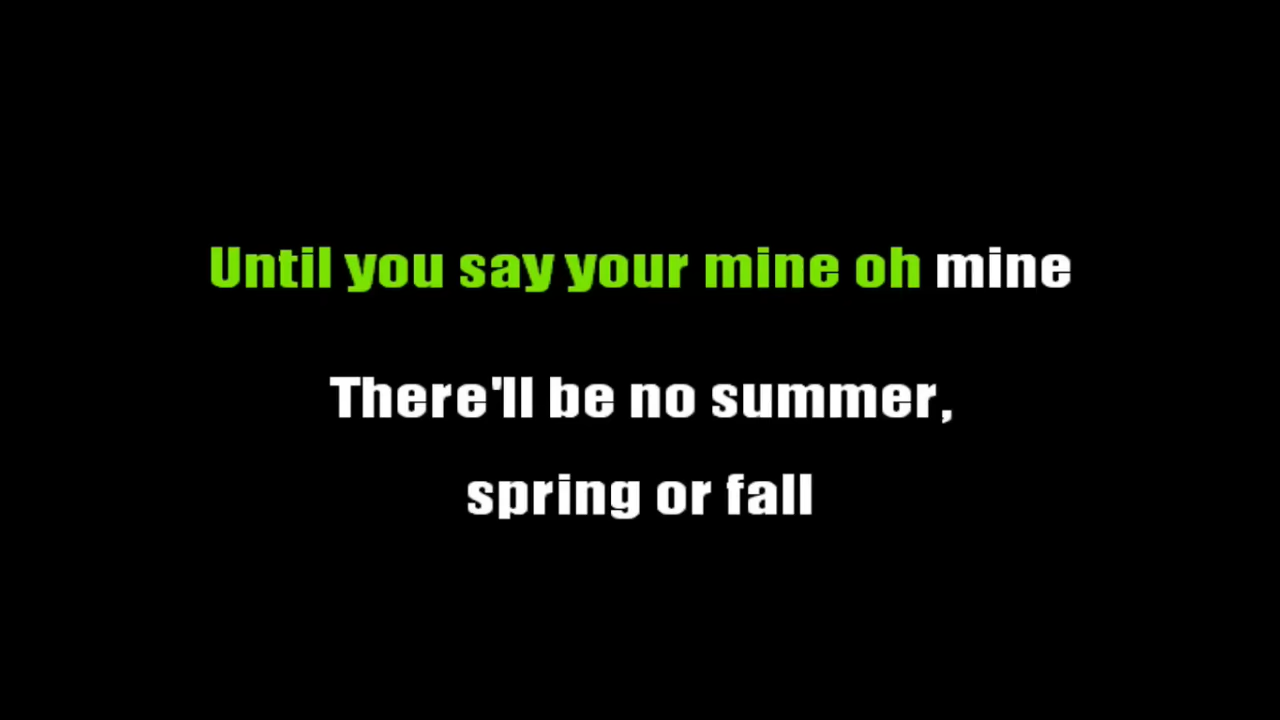 Until you say your mine oh mine
There'll be no summer,
spring or fall